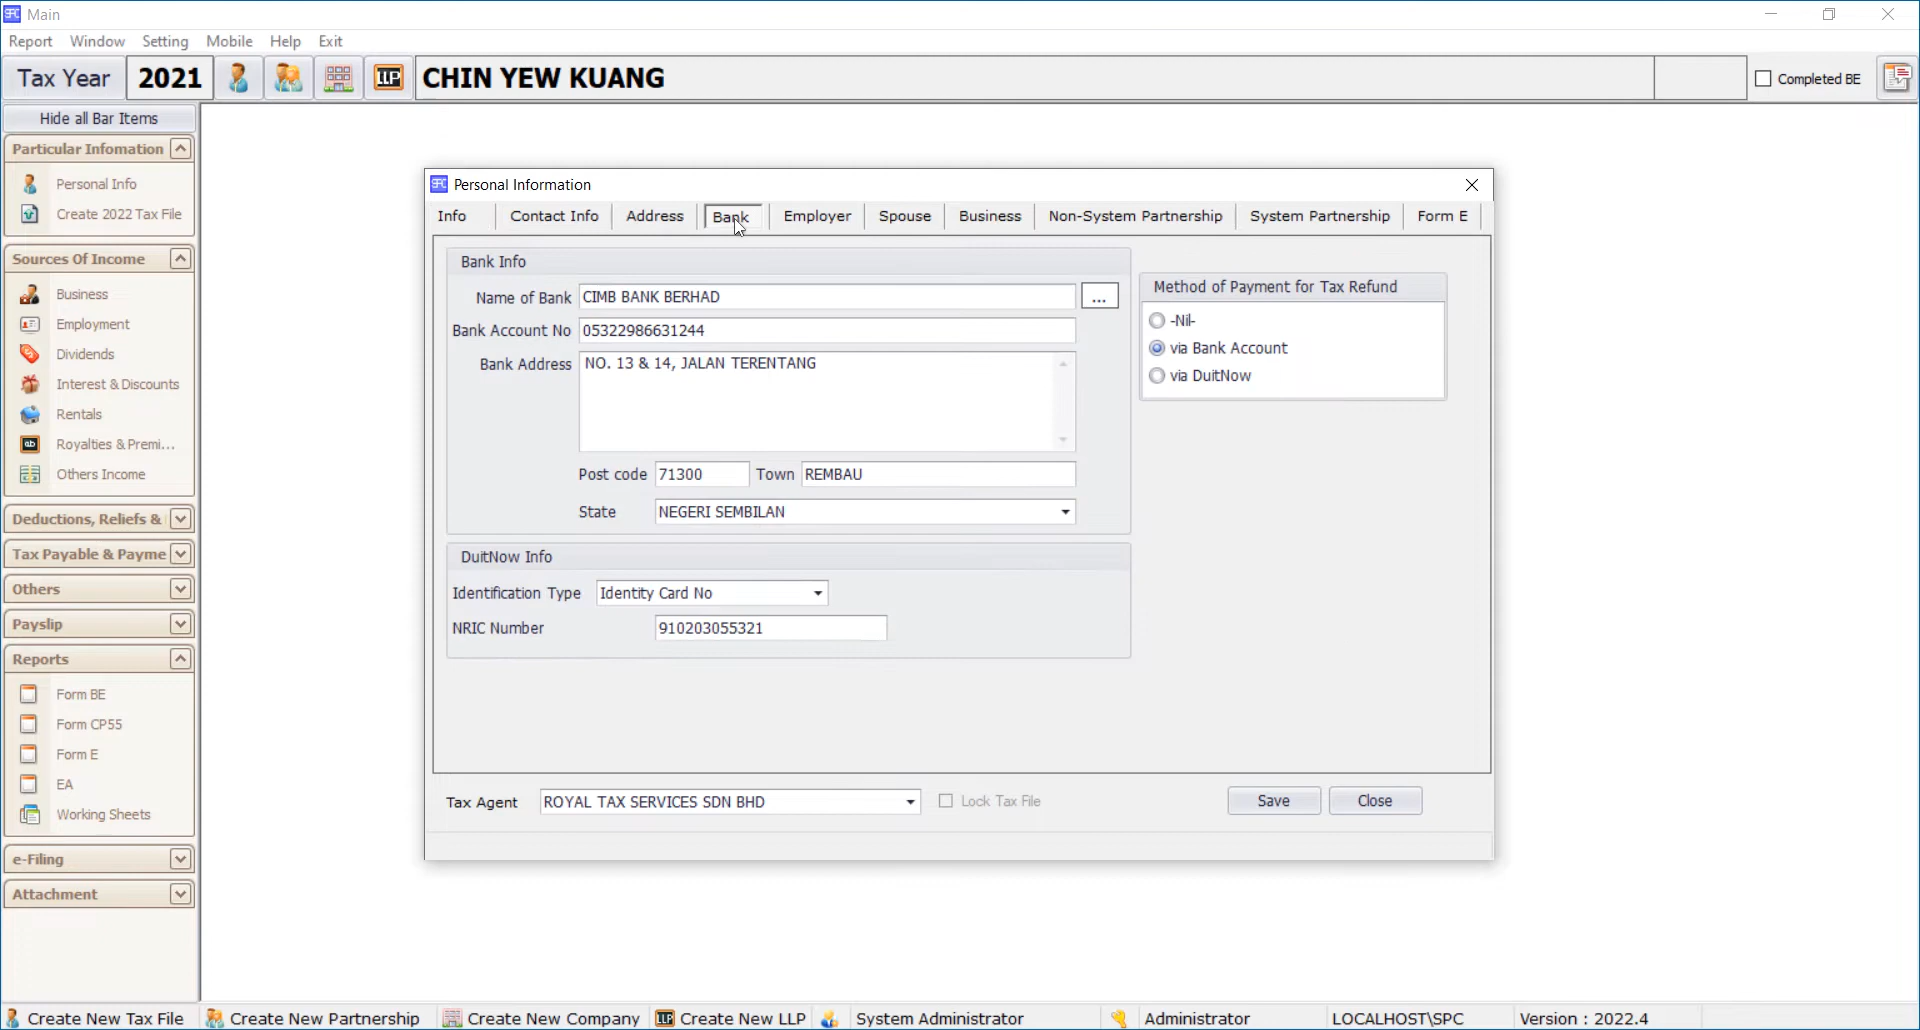 Main
Report Window Setting Mobile Help Exit
Tax Year 2021 LLP CHIN YEW KUANG Completed BE
Hide all Bar Items
Particular Infomation
Personal Info
Create 2022 Tax File
Sources Of Income
Business
Employment
Dividends
Interest & Discounts
Rentals
Royalties & Premi...
Others Income
Deductions, Reliefs &
Tax Payable & Payme
Others
Payslip
Reports
Form BE
Form CP55
Form E
EA
Working Sheets
e-Filing
Attachment
SPC Personal Information
Info Contact Info Address Bank Employer Spouse Business Non-System Partnership System Partnership Form E
Bank Info
Name of Bank CIMB BANK BERHAD ...
Bank Account No 05322986631244
Bank Address NO. 13 & 14, JALAN TERENTANG
Post code 71300 Town REMBAU
State NEGERI SEMBILAN
Method of Payment for Tax Refund
-Nil-
via Bank Account
via DuitNow
DuitNow Info
Identification Type Identity Card No
NRIC Number 910203055321
Tax Agent ROYAL TAX SERVICES SDN BHD Lock Tax File Save Close
Create New Tax File Create New Partnership Create New Company LLP Create New LLP System Administrator Administrator LOCALHOST\SPC Version : 2022.4